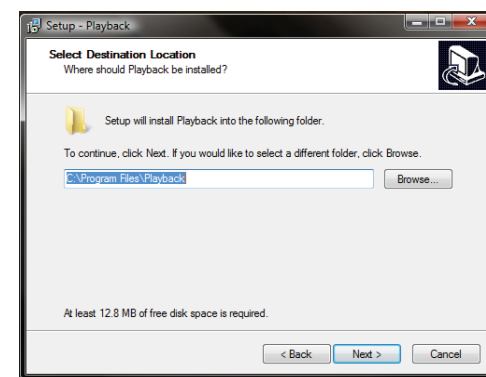 Setup - Playback
Select Destination Location
Where should Playback be installed?
Setup will install Playback into the following folder.
To continue, click Next. If you would like to select a different folder, click Browse.
C:\Program Files\Playback
Browse...
At least 12.8 MB of free disk space is required.
< Back
Next >
Cancel